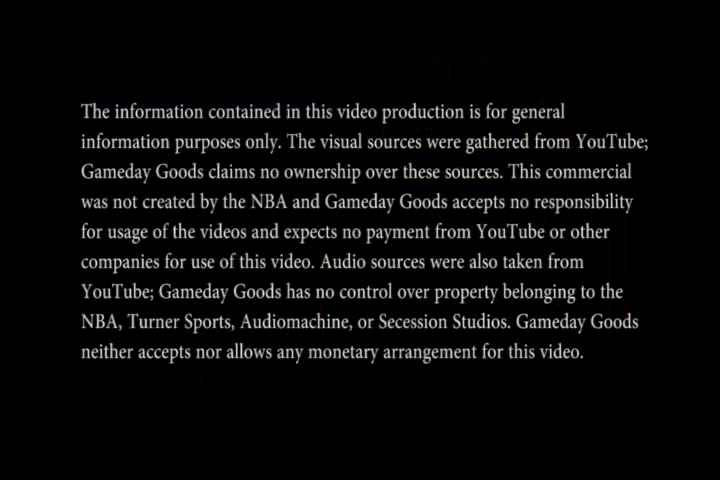 The information contained in this video production is for general
information purposes only. The visual sources were gathered from YouTube;
Gameday Goods claims no ownership over these sources. This commercial
was not created by the NBA and Gameday Goods accepts no responsibility
for usage of the videos and expects no payment from YouTube or other
companies for use of this video. Audio sources were also taken from
YouTube; Gameday Goods has no control over property belonging to the
NBA, Turner Sports, Audiomachine, or Secession Studios. Gameday Goods
neither accepts nor allows any monetary arrangement for this video.